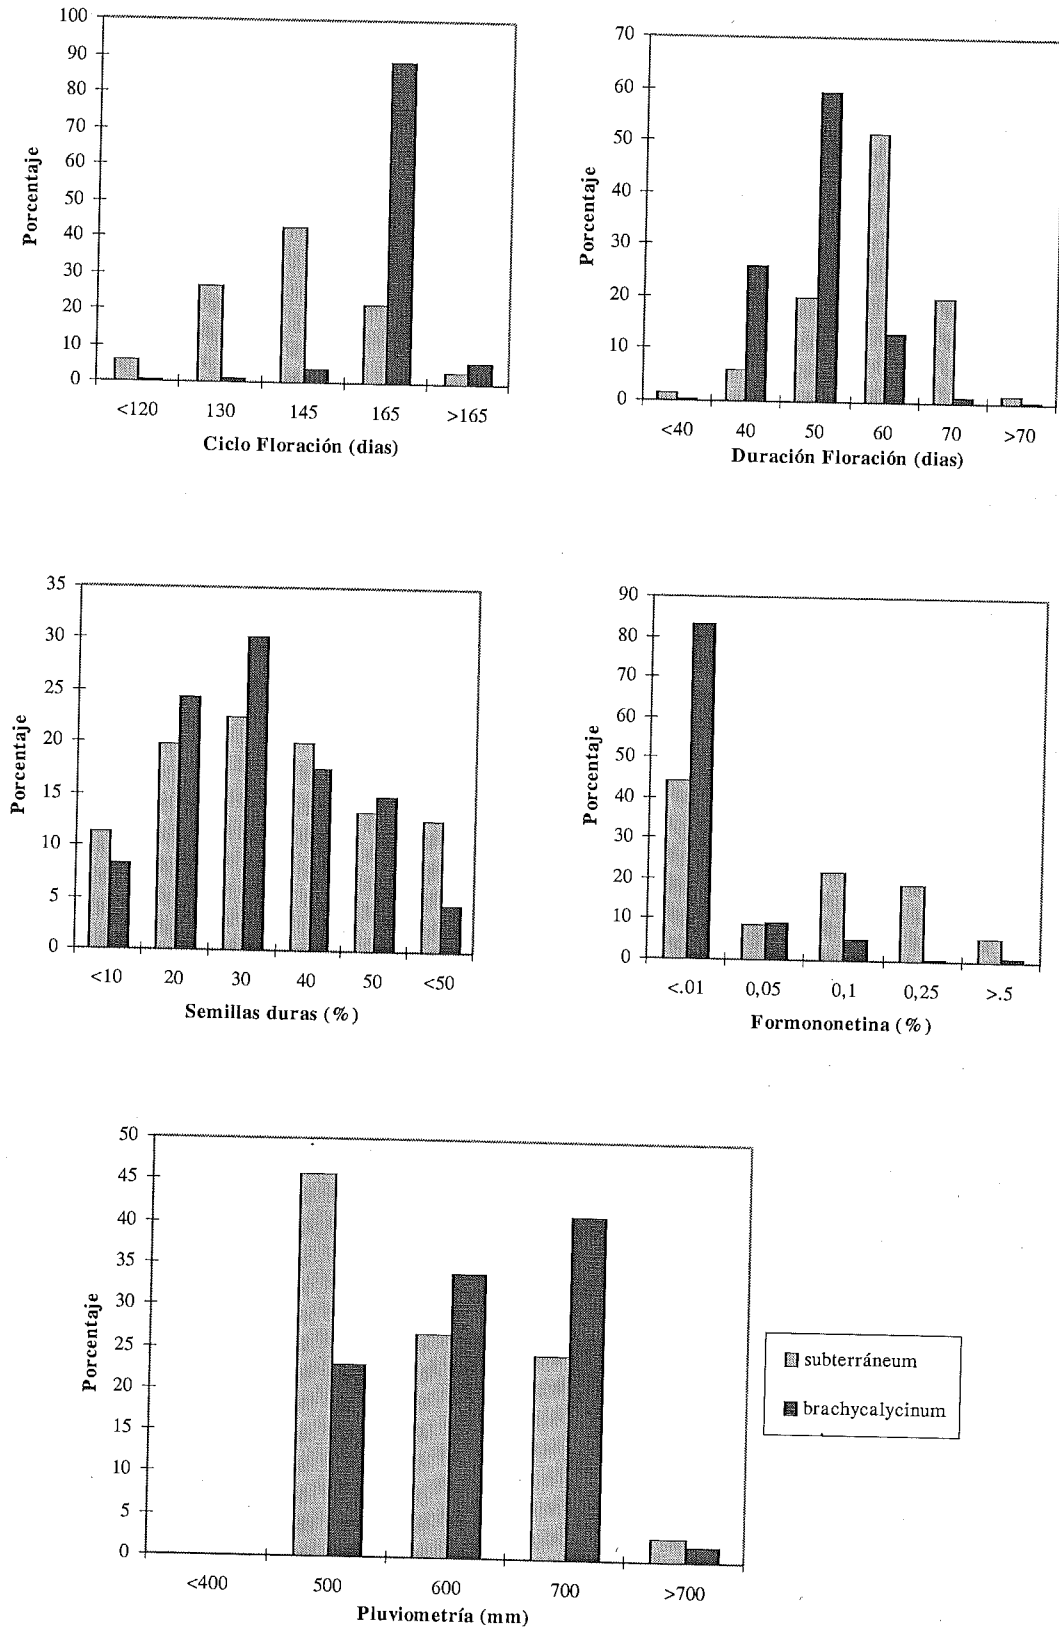 100
90
80
70
60
50
40
30
20
10
0
Porcentaje
<120 130 145 165 >165
Ciclo Floración (dias)
70
60
50
40
30
20
10
0
Porcentaje
<40 40 50 60 70 >70
Duración Floración (dias)
35
30
25
20
15
10
5
0
Porcentaje
<10 20 30 40 50 <50
Semillas duras (%)
90
80
70
60
50
40
30
20
10
0
Porcentaje
<.01 0,05 0,1 0,25 >.5
Formononetina (%)
50
45
40
35
30
25
20
15
10
5
0
Porcentaje
<400 500 600 700 >700
Pluviometría (mm)
subterráneum
brachycalycinum